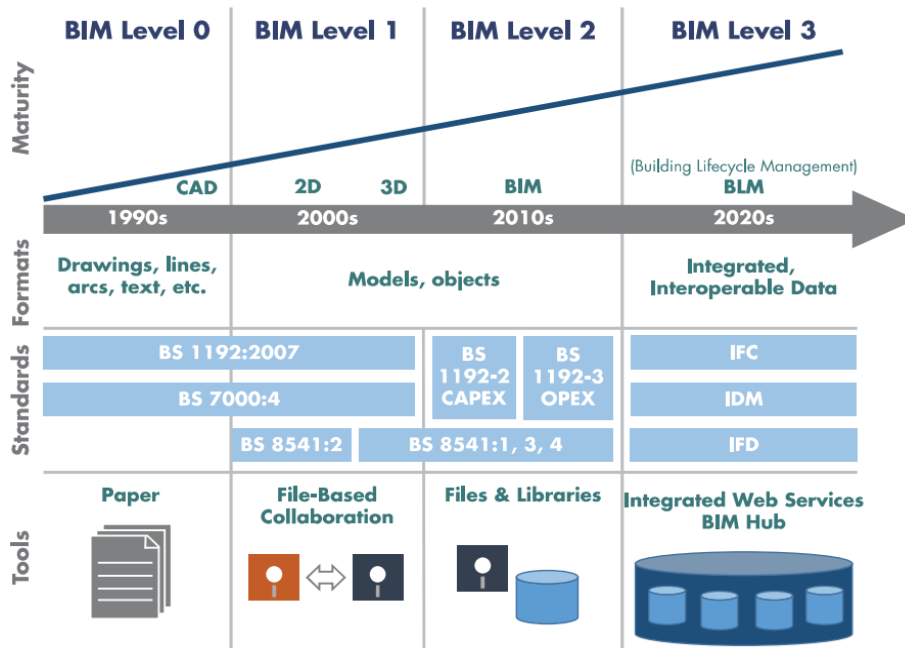 BIM Level 0
BIM Level 1
BIM Level 2
BIM Level 3
Maturity
(Building Lifecycle Management)
CAD
2D
3D
BIM
BLM
1990s
2000s
2010s
2020s
Formats
Drawings, lines,
arcs, text, etc.
Models, objects
Integrated,
Interoperable Data
Standards
BS 1192:2007
BS
1192-2
CAPEX
BS
1192-3
OPEX
IFC
BS 7000:4
IDM
BS 8541:2
BS 8541:1, 3, 4
IFD
Tools
Paper
File-Based
Collaboration
Files & Libraries
Integrated Web Services
BIM Hub